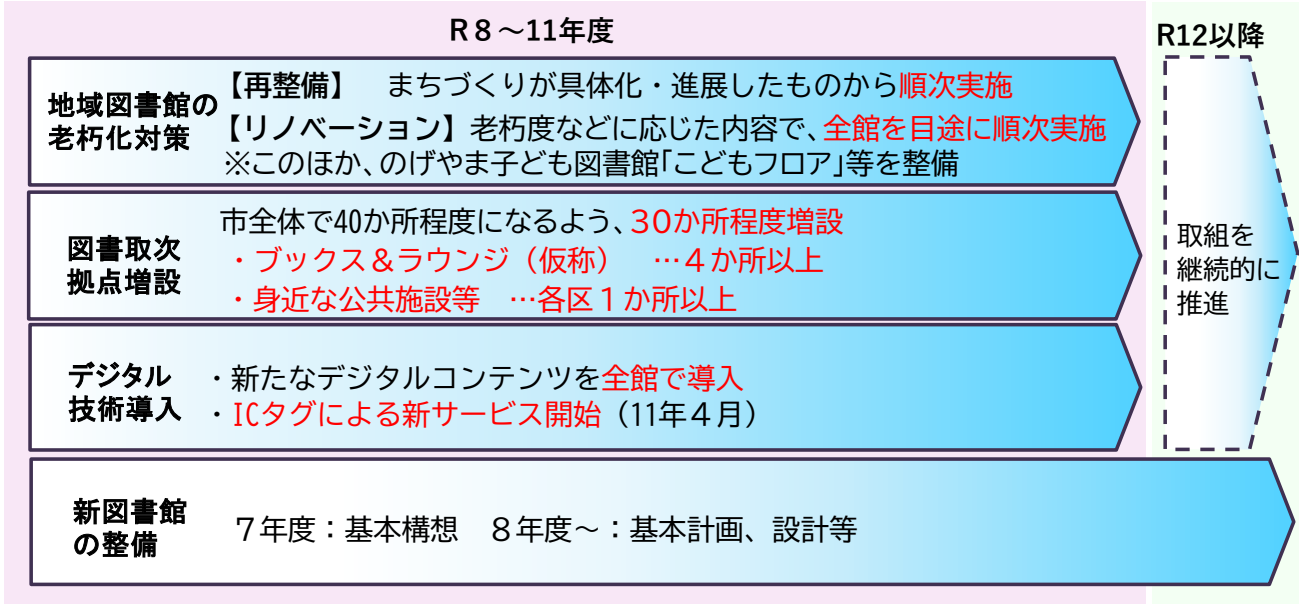 R８～11年度
R12以降
地域図書館の
老朽化対策
【再整備】　まちづくりが具体化・進展したものから順次実施
【リノベーション】老朽度などに応じた内容で、全館を目途に順次実施
※このほか、のげやま子ども図書館「こどもフロア」等を整備
図書取次
拠点増設
市全体で40か所程度になるよう、３０か所程度増設
・ブックス＆ラウンジ（仮称）　…４か所以上
・身近な公共施設等　…各区１か所以上
デジタル
技術導入
・新たなデジタルコンテンツを全館で導入
・ICタグによる新サービス開始（11年４月）
取組を
継続的に
推進
新図書館
の整備
７年度：基本構想　８年度～：基本計画、設計等